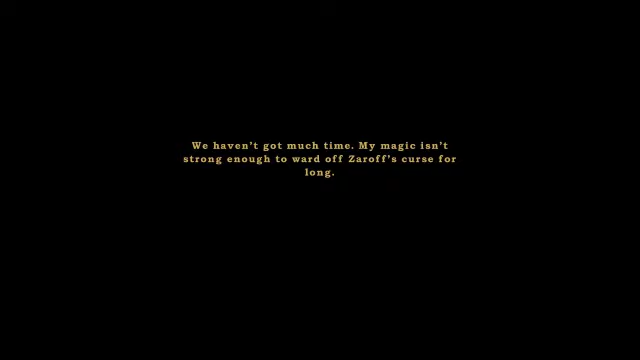 We haven't got much time. My magic isn't
strong enough to ward off Zaroff's curse for
long.